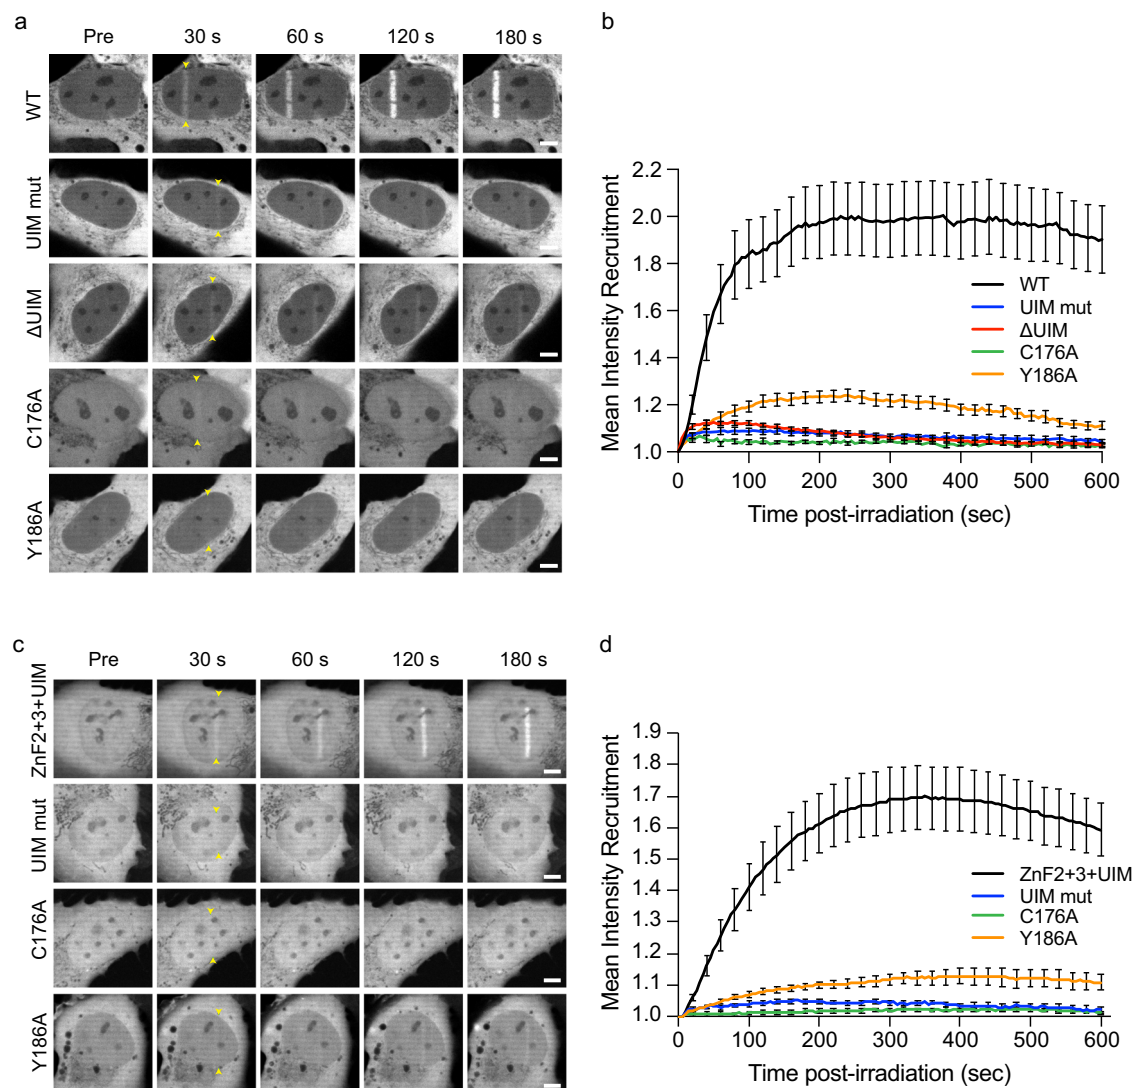 a
Pre 30 s 60 s 120 s 180 s
WT
UIM mut
ΔUIM
C176A
Y186A
b
Mean Intensity Recruitment
2.2
2.0
1.8
1.6
1.4
1.2
1.0
0 100 200 300 400 500 600
Time post-irradiation (sec)
WT
UIM mut
ΔUIM
C176A
Y186A
c
Pre 30 s 60 s 120 s 180 s
ZnF2+3+UIM
UIM mut
C176A
Y186A
d
Mean Intensity Recruitment
1.9
1.8
1.7
1.6
1.5
1.4
1.3
1.2
1.1
1.0
0 100 200 300 400 500 600
Time post-irradiation (sec)
ZnF2+3+UIM
UIM mut
C176A
Y186A